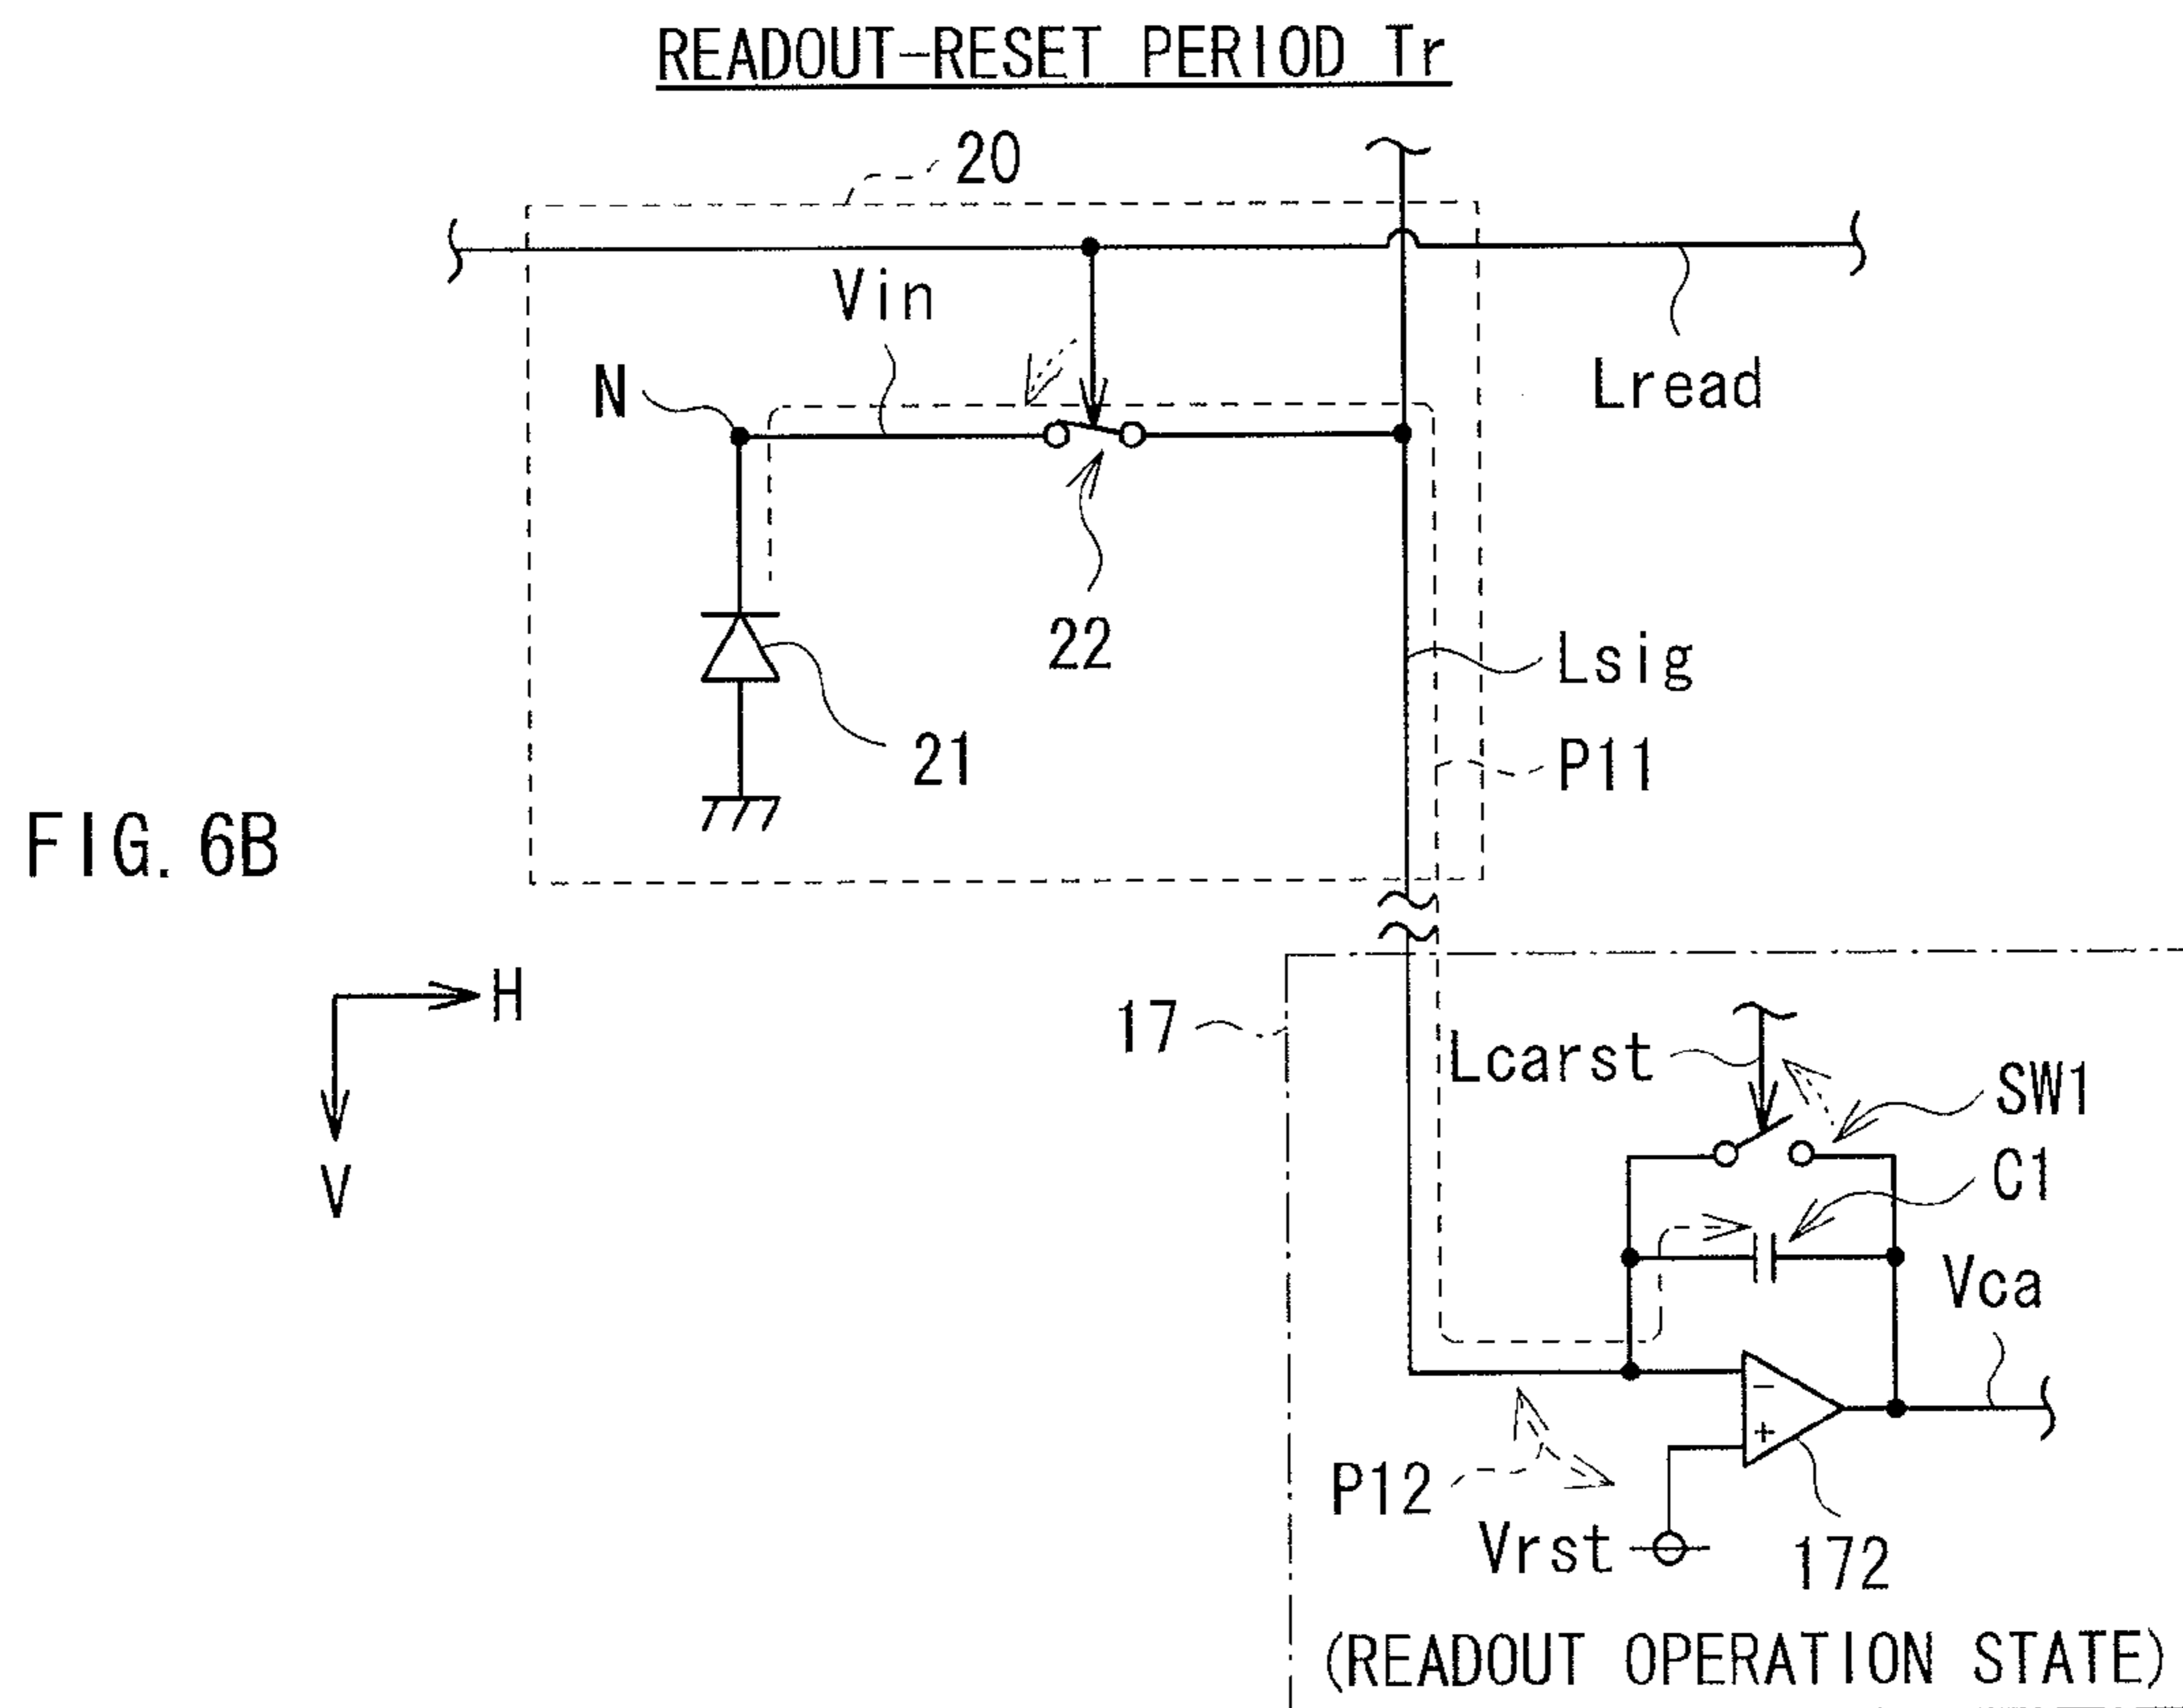 READOUT-RESET PERIOD Tr
20
Vin
N
Lread
22
Lsig
21
P11
FIG. 6B
H
17
Lcarst
SW1
V
C1
Vca
−
+
P12
Vrst
172
(READOUT OPERATION STATE)